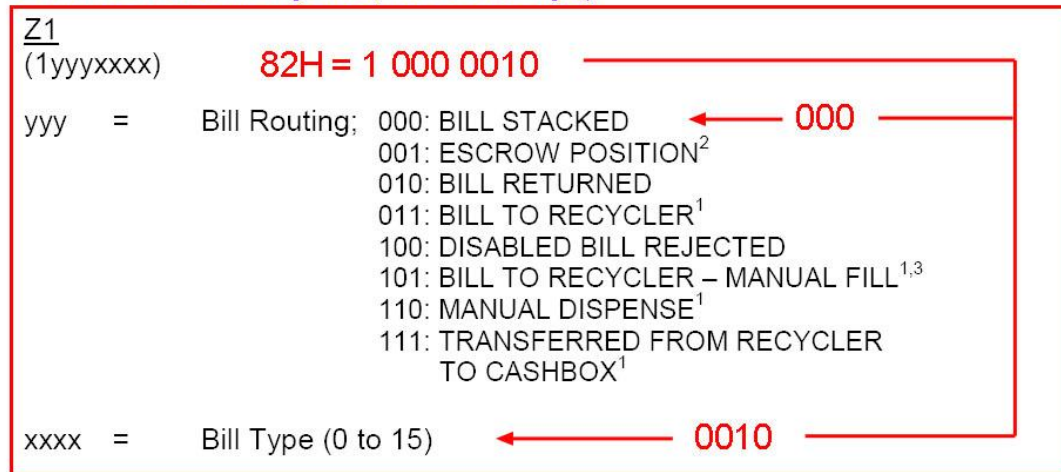 Z1
(1yyyxxxx) 82H = 1 000 0010
yyy = Bill Routing; 000: BILL STACKED 000
001: ESCROW POSITION²
010: BILL RETURNED
011: BILL TO RECYCLER¹
100: DISABLED BILL REJECTED
101: BILL TO RECYCLER – MANUAL FILL¹,³
110: MANUAL DISPENSE¹
111: TRANSFERRED FROM RECYCLER
TO CASHBOX¹
xxxx = Bill Type (0 to 15) 0010